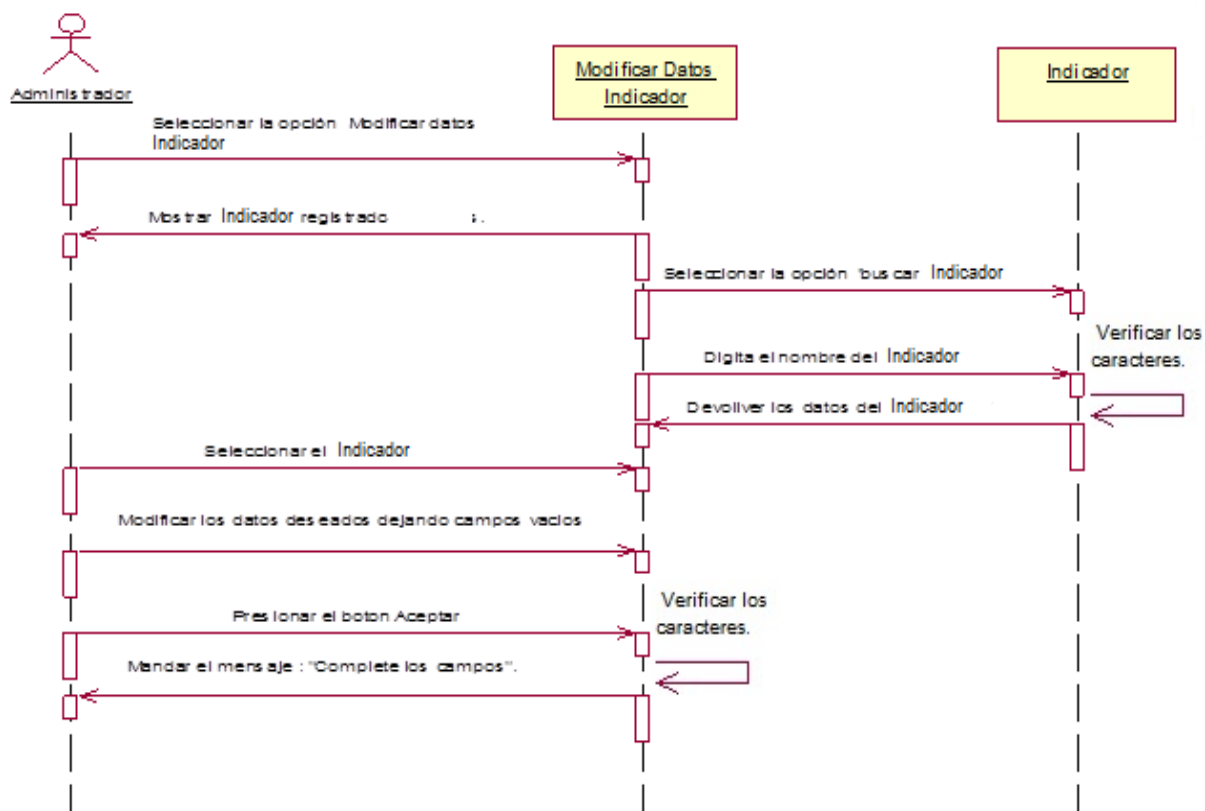 Administrador
Modificar Datos
Indicador
Indicador
Seleccionar la opción Modificar datos
Indicador
Mostrar Indicador registrado s.
Seleccionar la opción buscar Indicador
Verificar los
caracteres.
Digita el nombre del Indicador
Devollver los datos del Indicador
Seleccionar el Indicador
Modificar los datos deseados dejando campos vacios
Verificar los
caracteres.
Presionar el boton Aceptar
Mandar el mensaje : "Complete los campos".